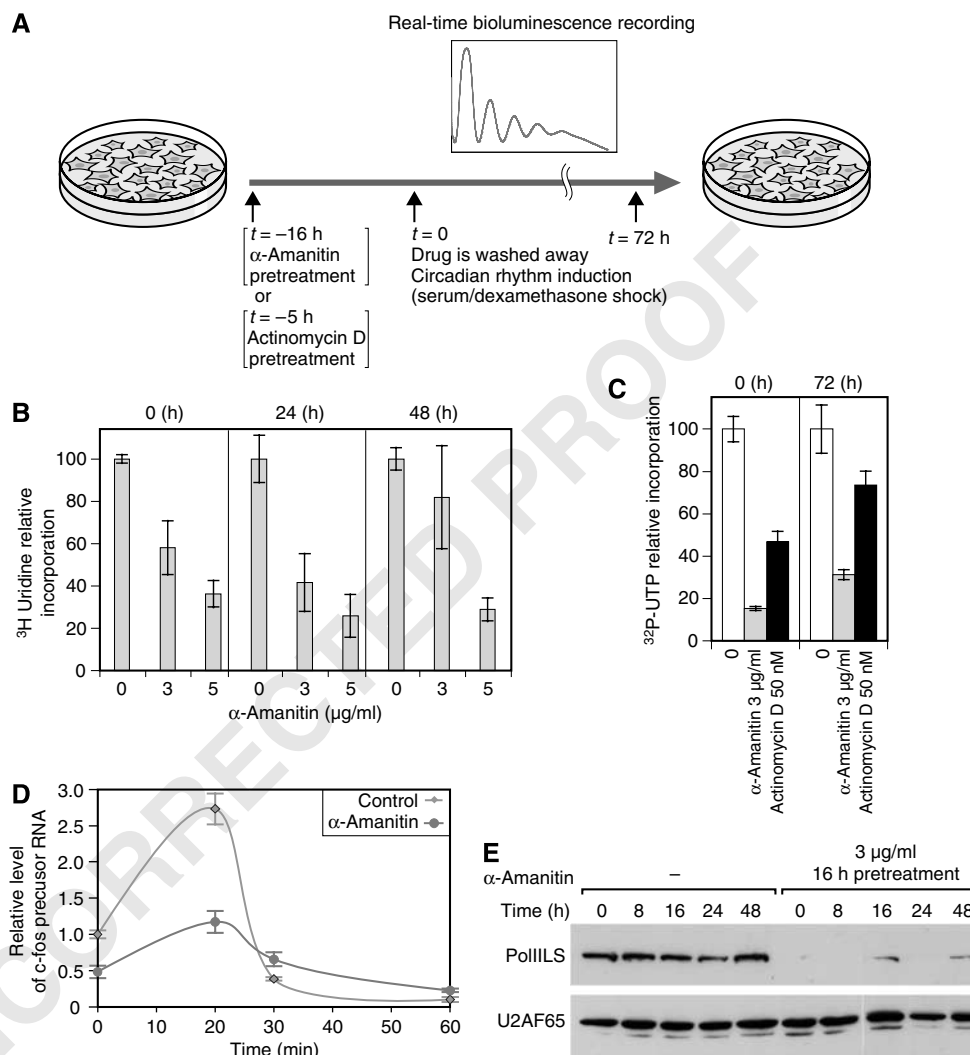 A
Real-time bioluminescence recording
t = –16 h
α-Amanitin
pretreatment
or
t = –5 h
Actinomycin D
pretreatment
t = 0
Drug is washed away
Circadian rhythm induction
(serum/dexamethasone shock)
t = 72 h
B
0 (h) 24 (h) 48 (h)
³H Uridine relative
incorporation
100
80
60
40
20
0
0 3 5 0 3 5 0 3 5
α-Amanitin (µg/ml)
C
0 (h) 72 (h)
³²P-UTP relative incorporation
100
80
60
40
20
0
0
α-Amanitin 3 µg/ml
Actinomycin D 50 nM
0
α-Amanitin 3 µg/ml
Actinomycin D 50 nM
D
Relative level
of c-fos precusor RNA
3.0
2.5
2.0
1.5
1.0
0.5
0
Control
α-Amanitin
0 10 20 30 40 50 60
Time (min)
E
α-Amanitin – 3 µg/ml
16 h pretreatment
Time (h) 0 8 16 24 48 0 8 16 24 48
PolIILS
U2AF65
CORRECTED PROOF